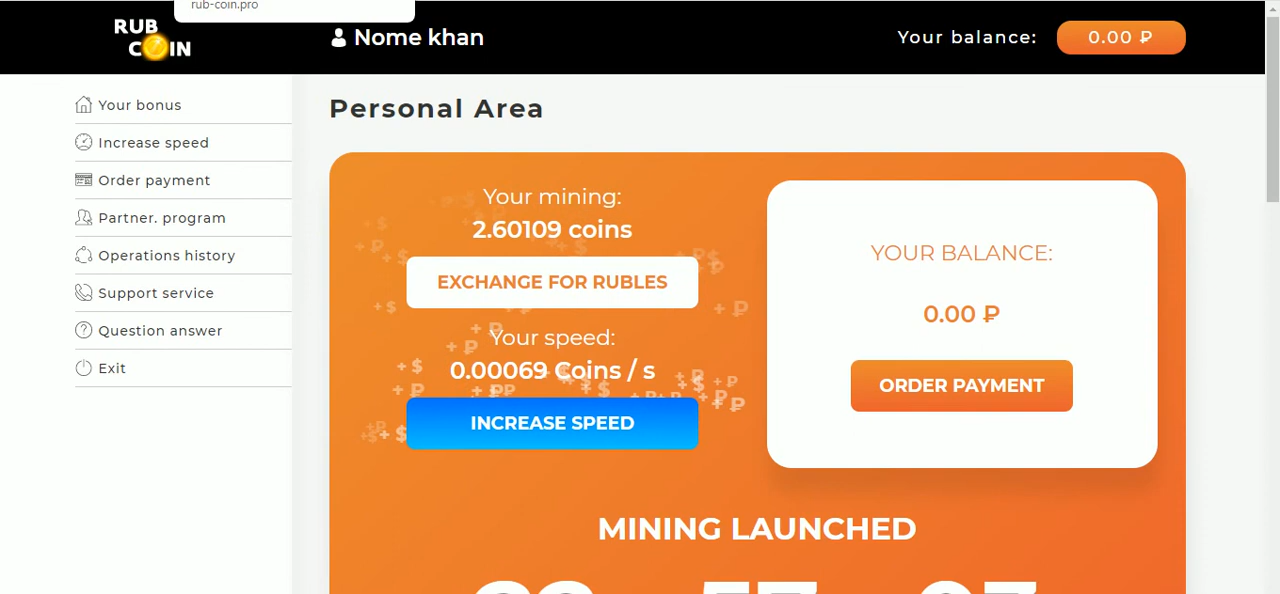 rub-coin.pro
RUB
COIN
Nome khan
Your balance: 0.00 ₽
Your bonus
Increase speed
Order payment
Partner. program
Operations history
Support service
Question answer
Exit
Personal Area
Your mining:
2.60109 coins
EXCHANGE FOR RUBLES
Your speed:
0.00069 Coins / s
INCREASE SPEED
YOUR BALANCE:
0.00 ₽
ORDER PAYMENT
MINING LAUNCHED